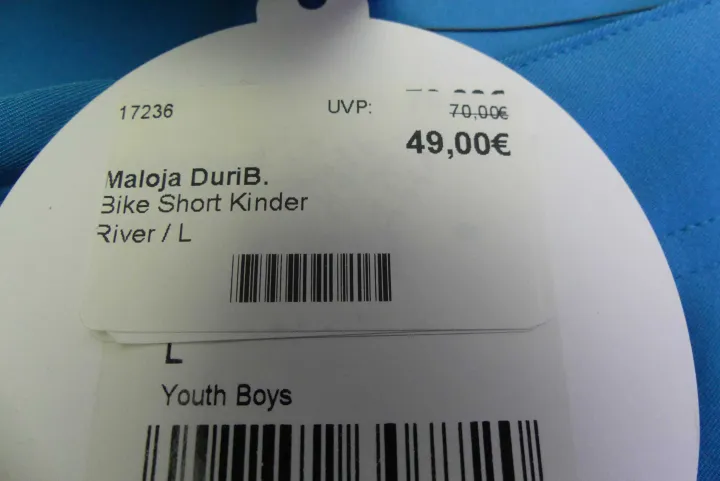 17236 UVP: 70,00€
49,00€
Maloja DuriB.
Bike Short Kinder
River / L
L
Youth Boys